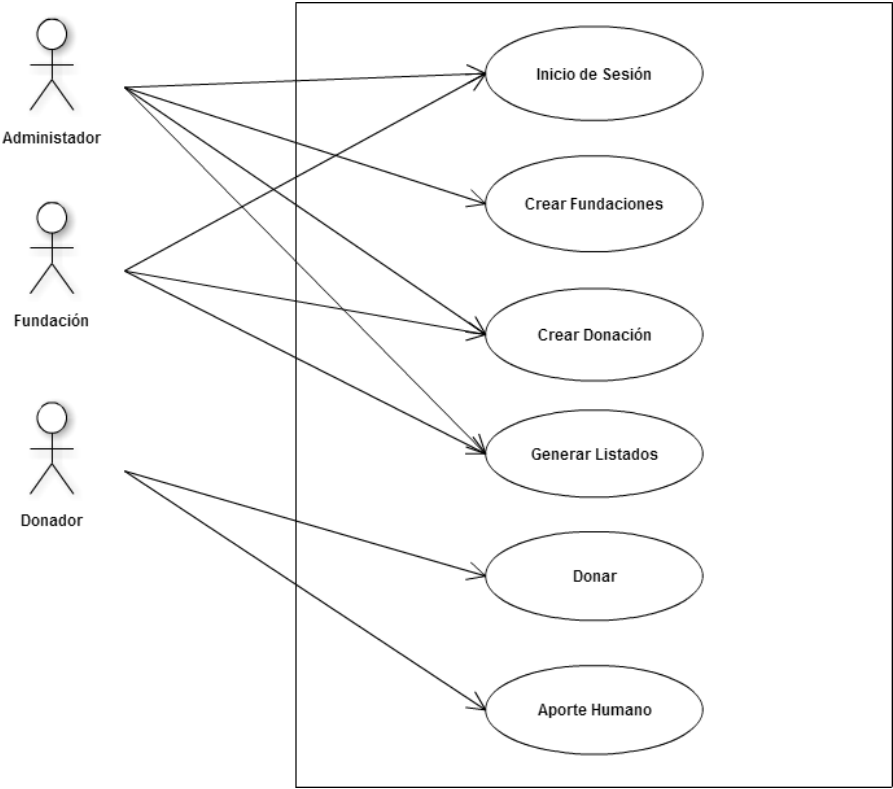 Administador
Fundación
Donador
Inicio de Sesión
Crear Fundaciones
Crear Donación
Generar Listados
Donar
Aporte Humano